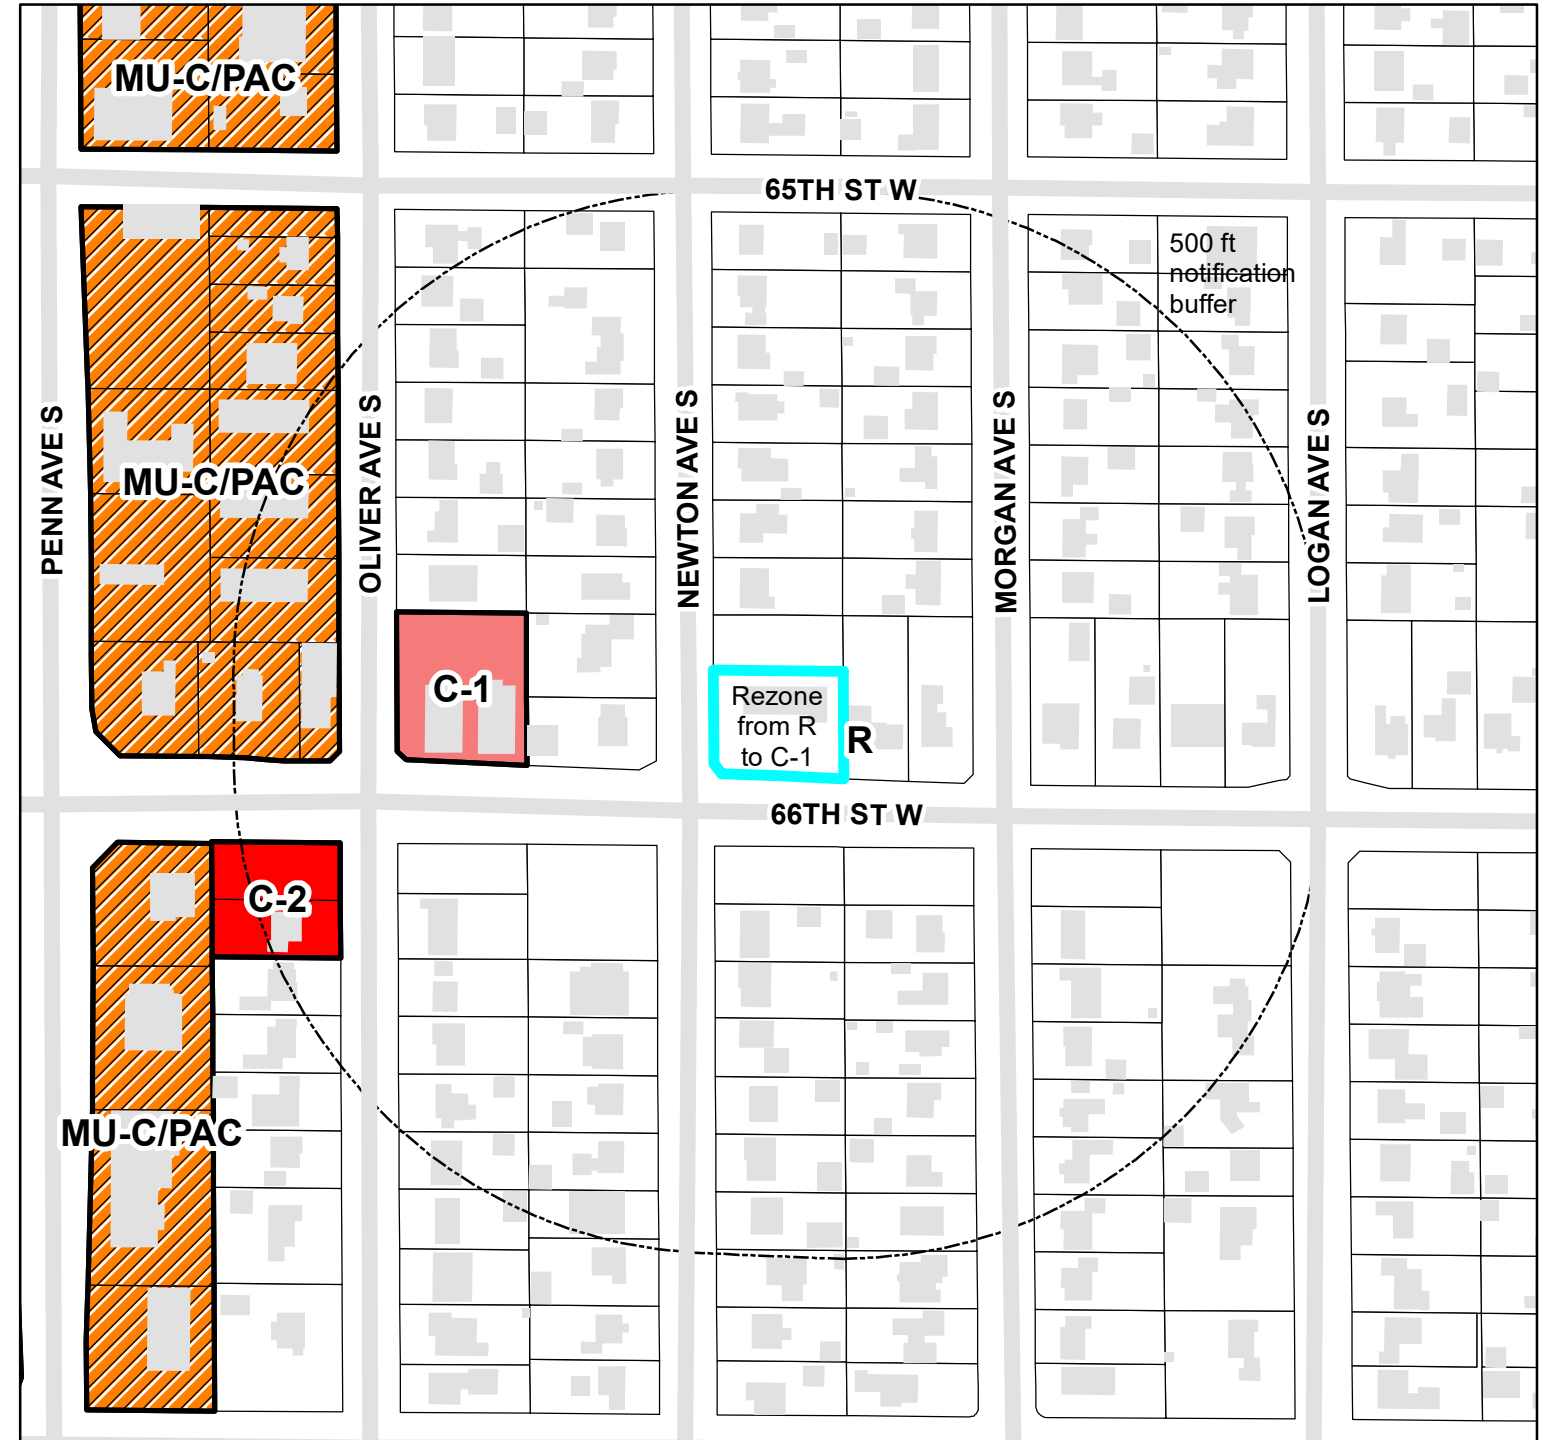 MU-C/PAC
65TH ST W
500 ft
notification
buffer
PENN AVE S
OLIVER AVE S
NEWTON AVE S
MORGAN AVE S
LOGAN AVE S
MU-C/PAC
C-1
Rezone
from R
to C-1
R
66TH ST W
C-2
MU-C/PAC